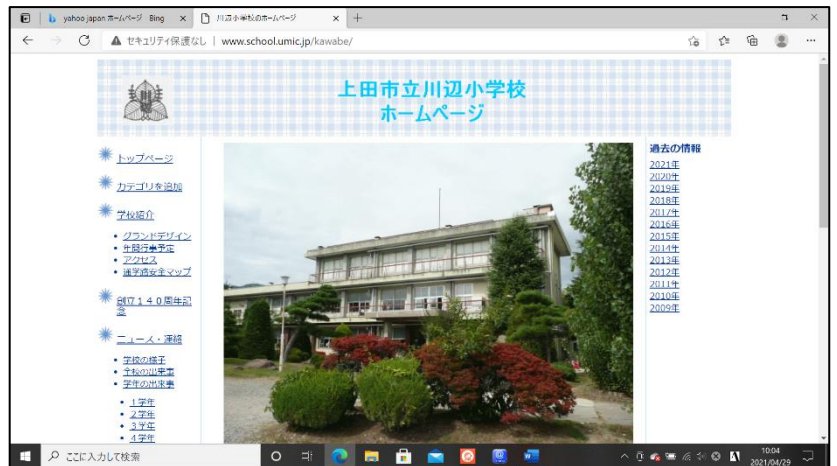 yahoo japan ホームページ Bing
川辺小学校のホームページ
セキュリティ保護なし
www.school.umic.jp/kawabe/
上田市立川辺小学校
ホームページ
トップページ
カテゴリを追加
学校紹介
グランドデザイン
年間行事予定
アクセス
通学路安全マップ
創立１４０周年記
念
ニュース・連絡
学校の様子
全校の出来事
学年の出来事
１学年
２学年
３学年
４学年
過去の情報
2021年
2020年
2019年
2018年
2017年
2016年
2015年
2014年
2013年
2012年
2011年
2010年
2009年
ここに入力して検索
10:04
2021/04/29